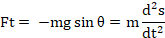 Ft = −mg sin θ = m d²s/dt²